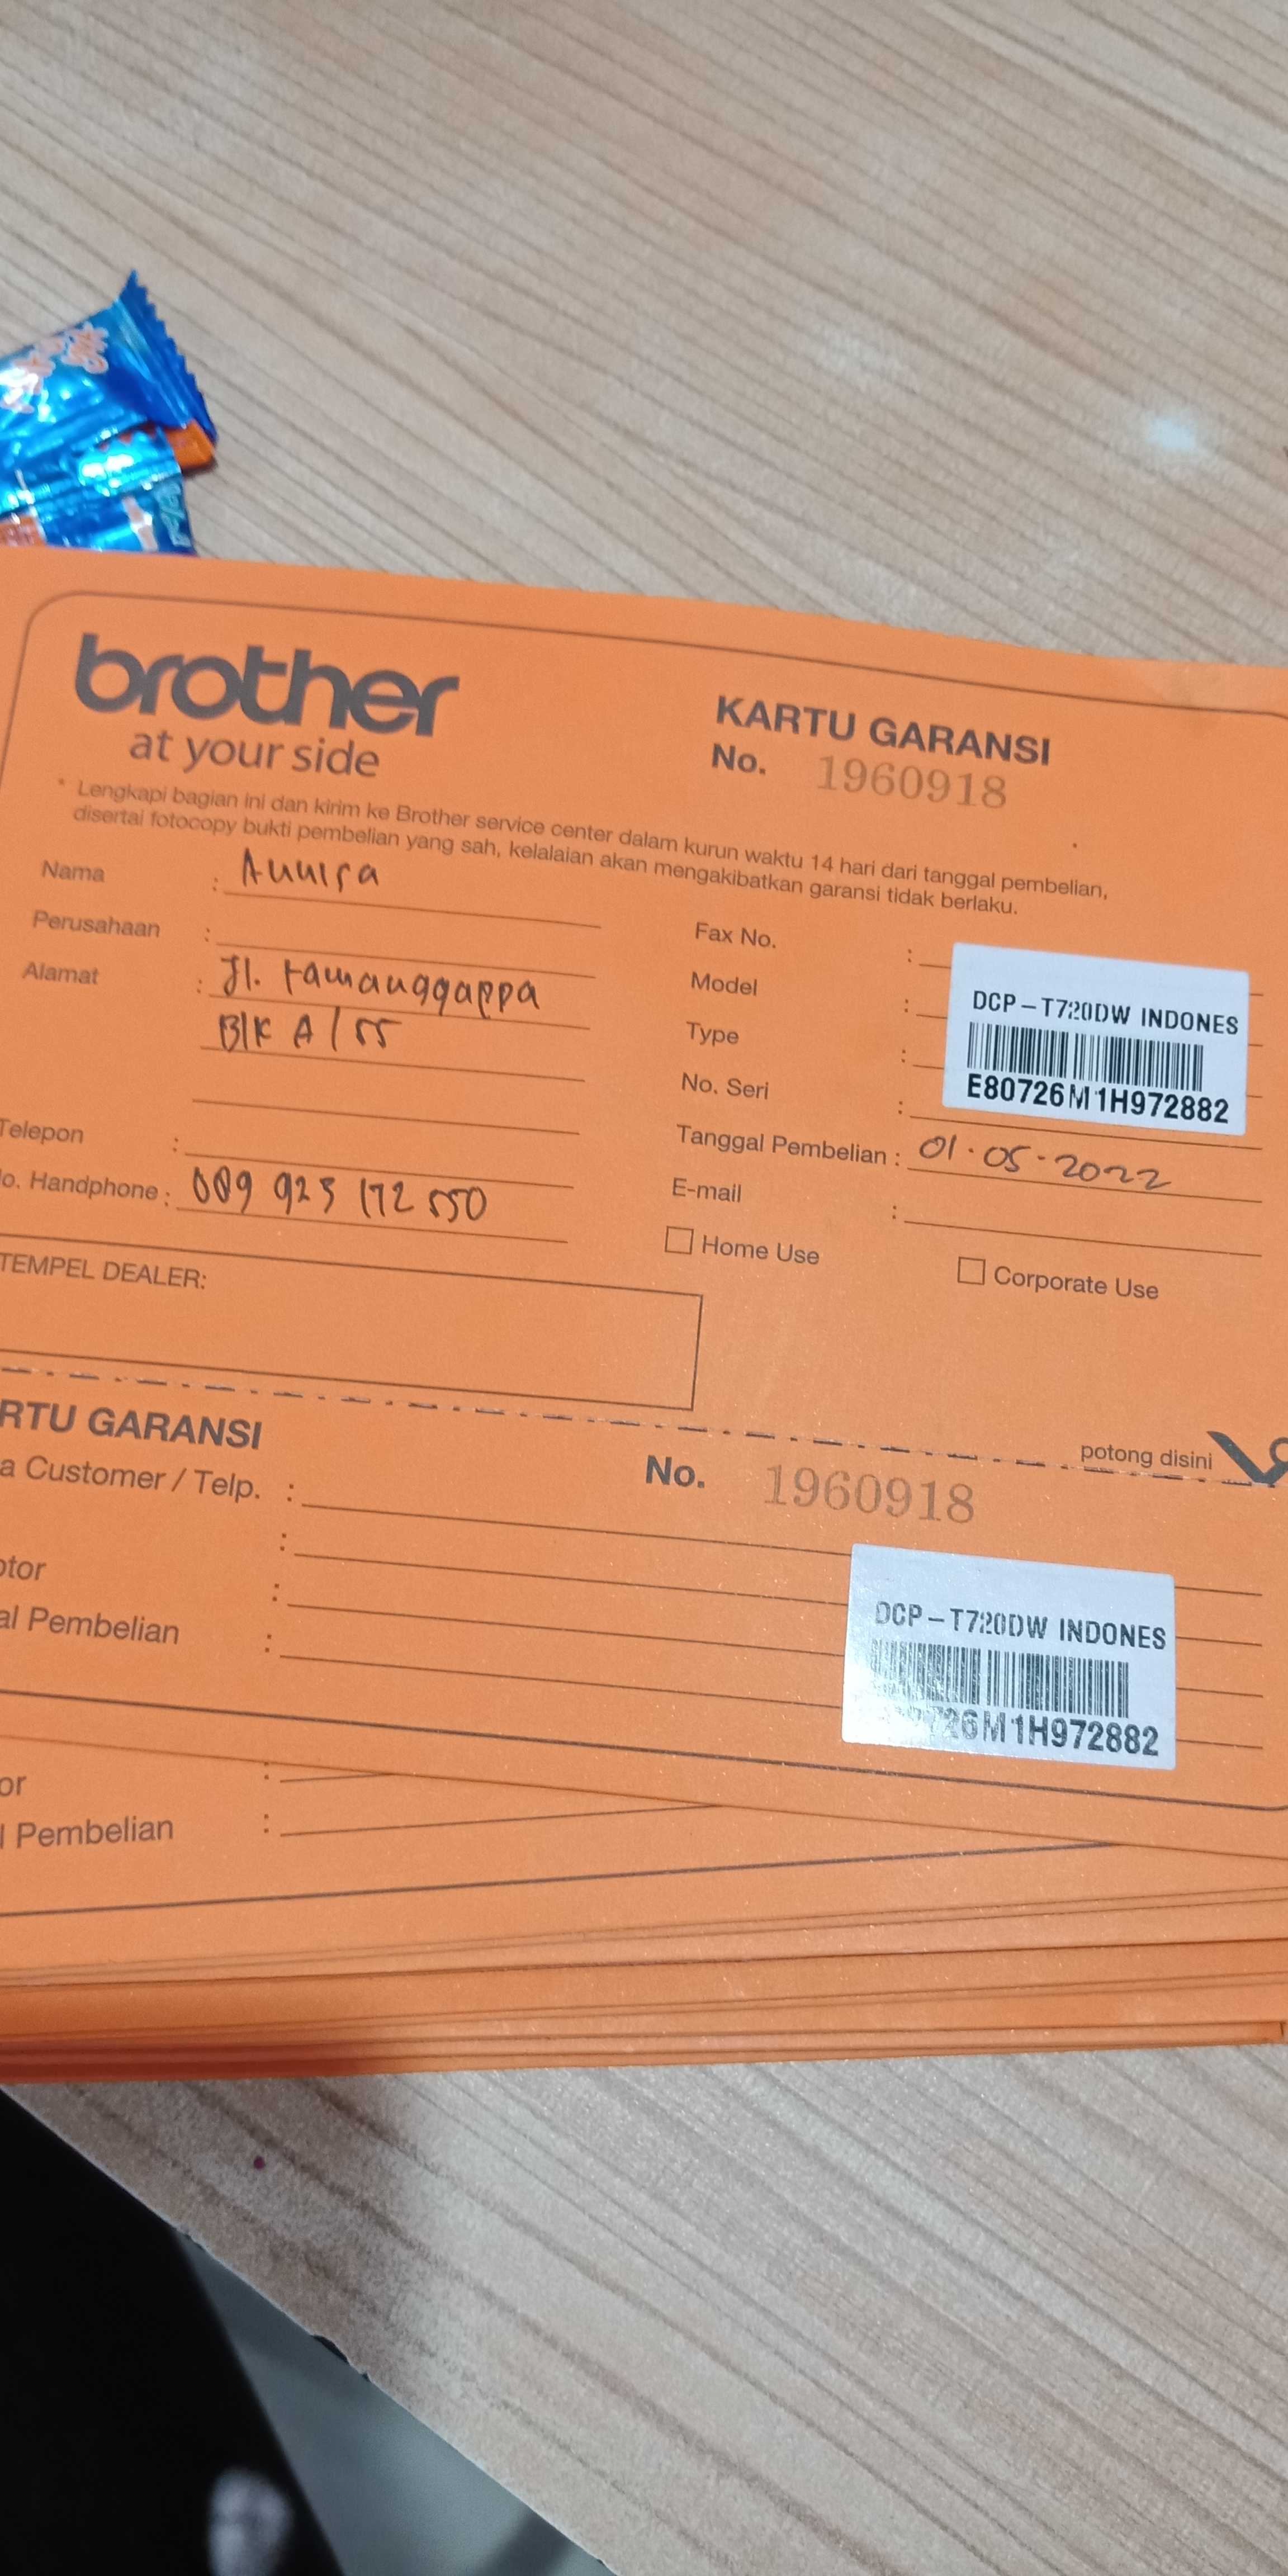 brother
at your side
KARTU GARANSI
No. 1960918
* Lengkapi bagian ini dan kirim ke Brother service center dalam kurun waktu 14 hari dari tanggal pembelian,
disertai fotocopy bukti pembelian yang sah, kelalaian akan mengakibatkan garansi tidak berlaku.
Nama :
Perusahaan :
Alamat : Jl. tamanggappa
Blk A / 55
Telepon :
o. Handphone : 089 923 172 550
Fax No. :
Model :
Type :
No. Seri :
DCP-T720DW INDONES
E80726M1H972882
Tanggal Pembelian : 01.05.2022
E-mail :
Home Use
Corporate Use
TEMPEL DEALER:
potong disini
RTU GARANSI
No. 1960918
a Customer / Telp. :
:
otor :
al Pembelian :
DCP-T720DW INDONES
726M1H972882
or :
l Pembelian :